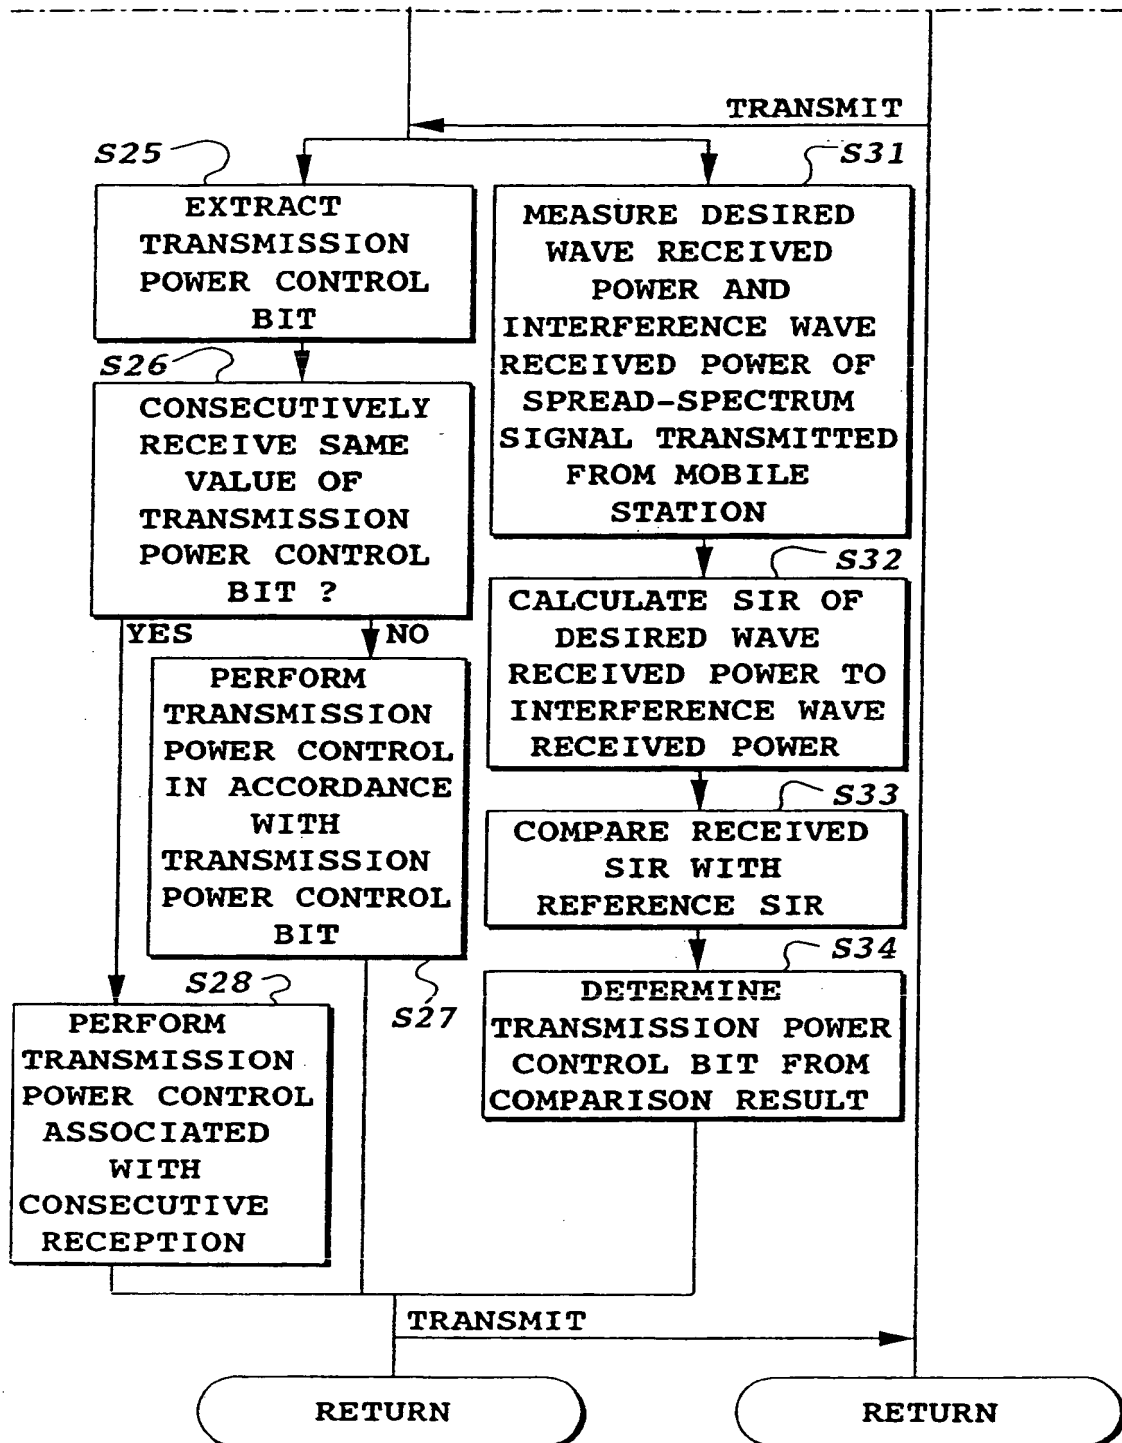 TRANSMIT
S25
EXTRACT
TRANSMISSION
POWER CONTROL
BIT
S26
CONSECUTIVELY
RECEIVE SAME
VALUE OF
TRANSMISSION
POWER CONTROL
BIT ?
YES
NO
PERFORM
TRANSMISSION
POWER CONTROL
IN ACCORDANCE
WITH
TRANSMISSION
POWER CONTROL
BIT
S27
S28
PERFORM
TRANSMISSION
POWER CONTROL
ASSOCIATED
WITH
CONSECUTIVE
RECEPTION
S31
MEASURE DESIRED
WAVE RECEIVED
POWER AND
INTERFERENCE WAVE
RECEIVED POWER OF
SPREAD-SPECTRUM
SIGNAL TRANSMITTED
FROM MOBILE
STATION
S32
CALCULATE SIR OF
DESIRED WAVE
RECEIVED POWER TO
INTERFERENCE WAVE
RECEIVED POWER
S33
COMPARE RECEIVED
SIR WITH
REFERENCE SIR
S34
DETERMINE
TRANSMISSION POWER
CONTROL BIT FROM
COMPARISON RESULT
TRANSMIT
RETURN
RETURN